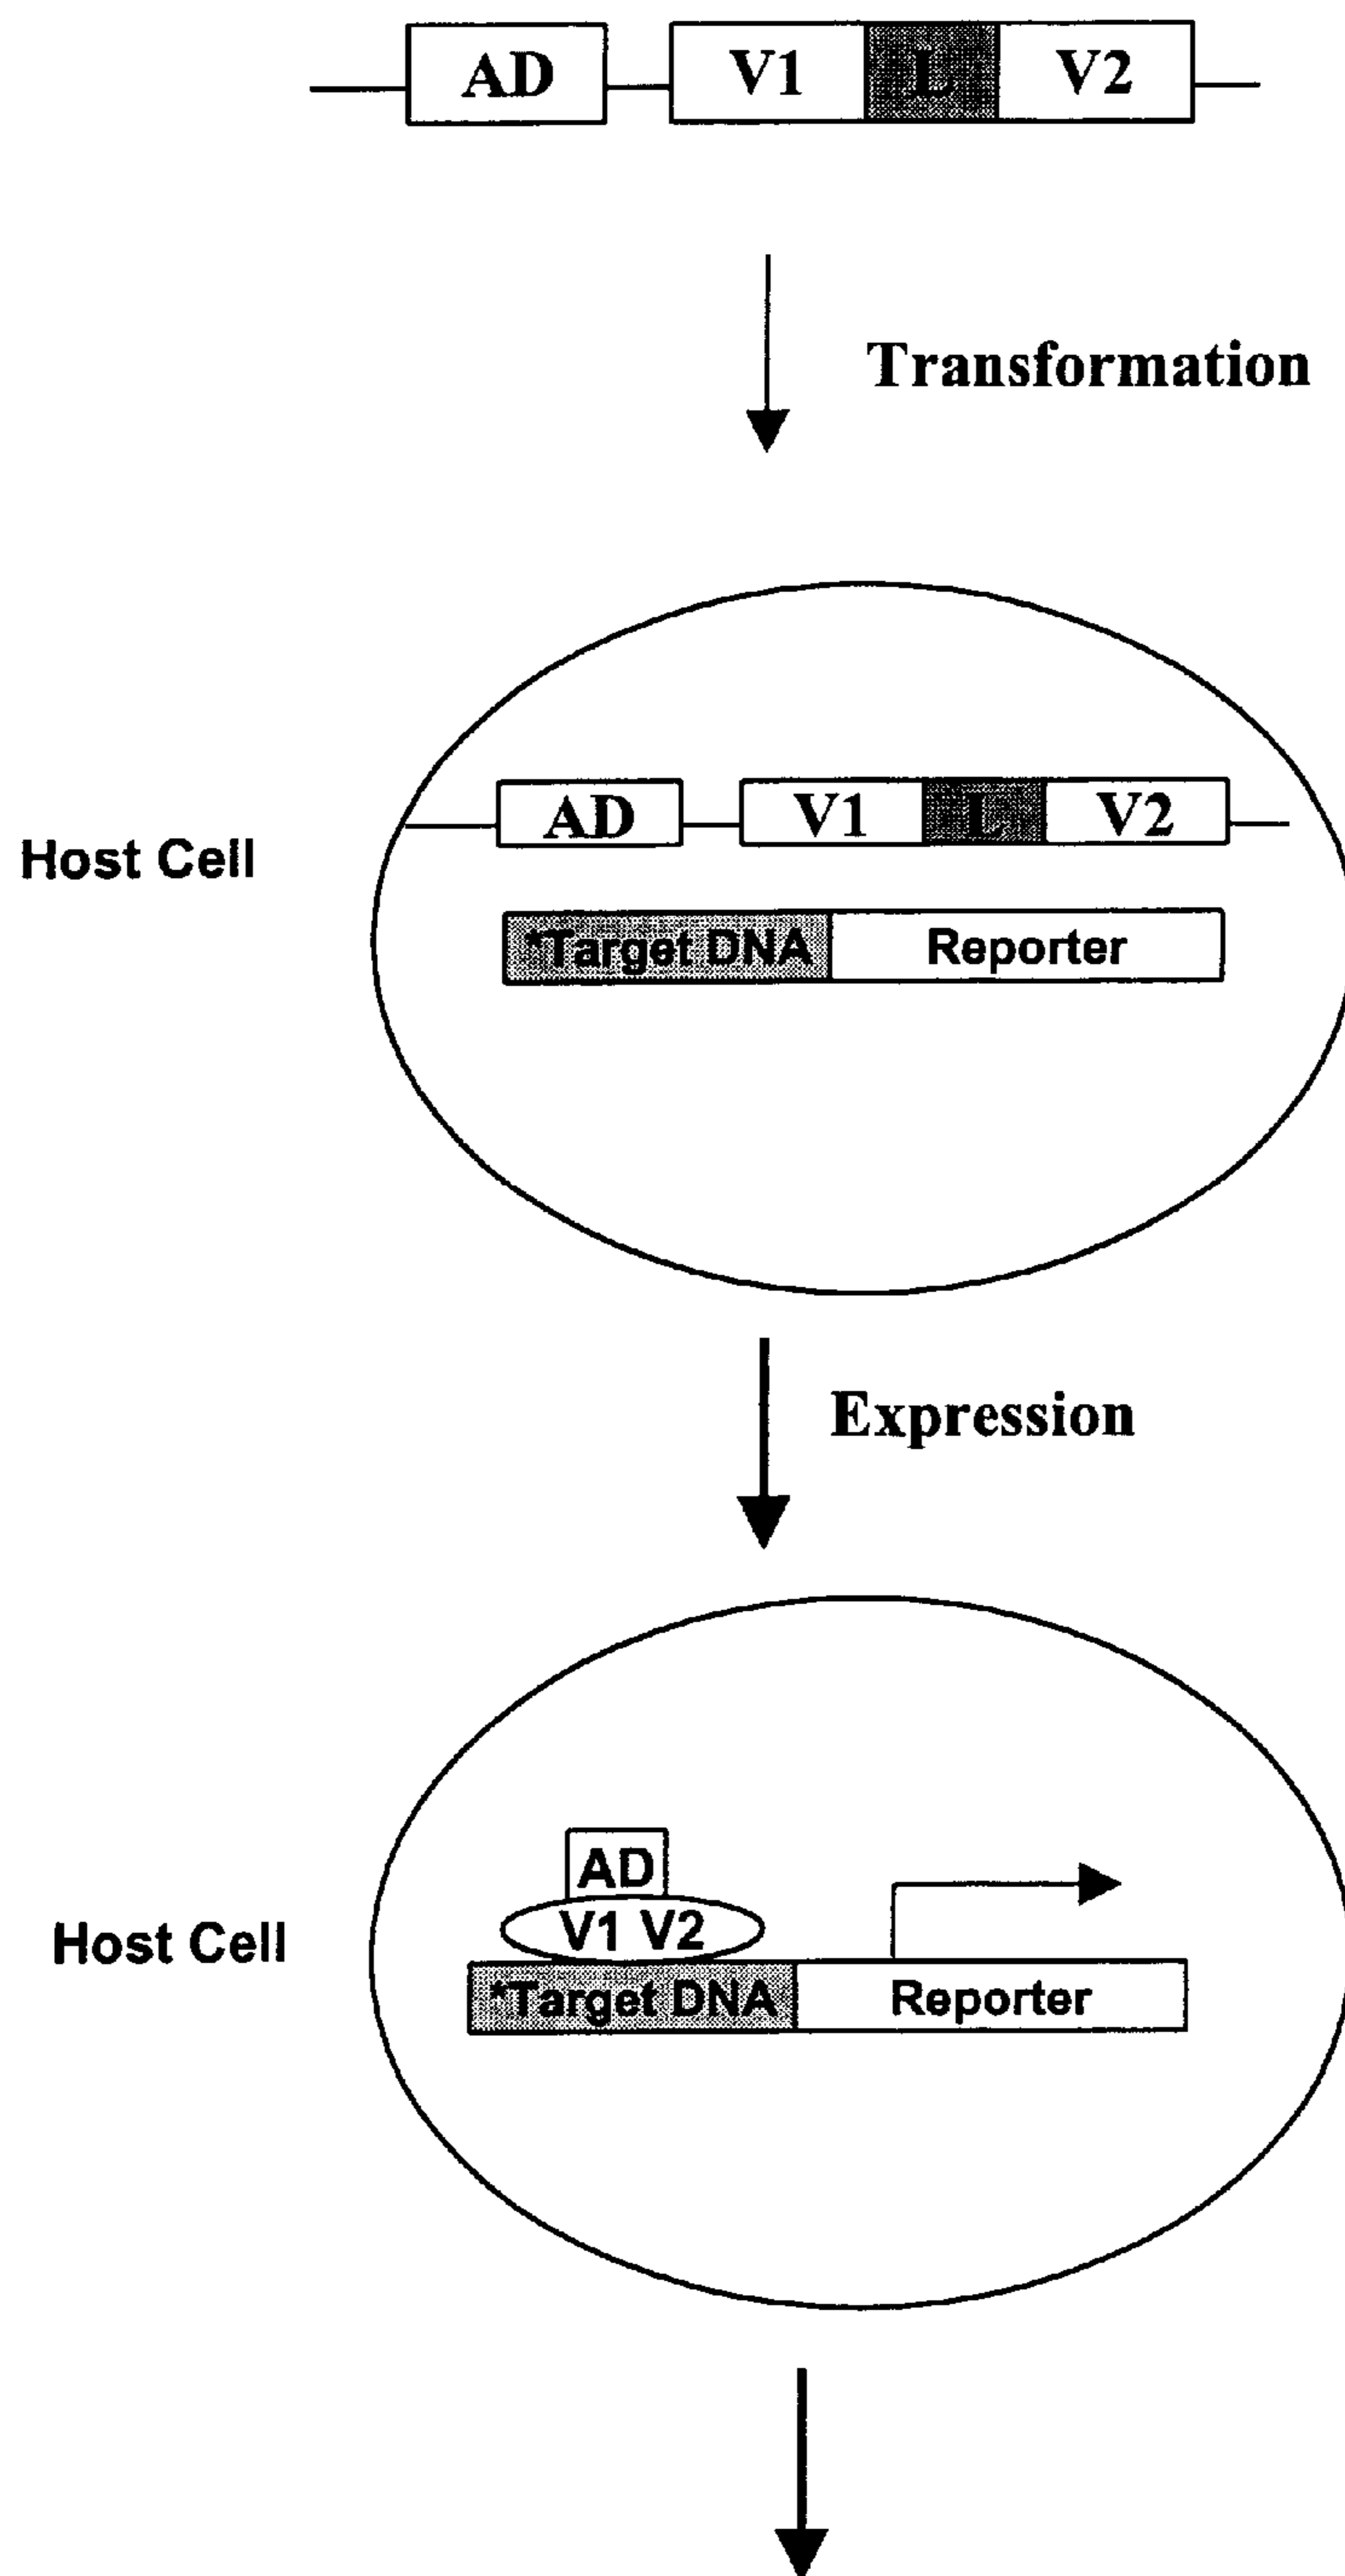 AD V1 L V2
Transformation
AD V1 L V2
Host Cell
*Target DNA Reporter
Expression
AD
V1 V2
Host Cell
*Target DNA Reporter